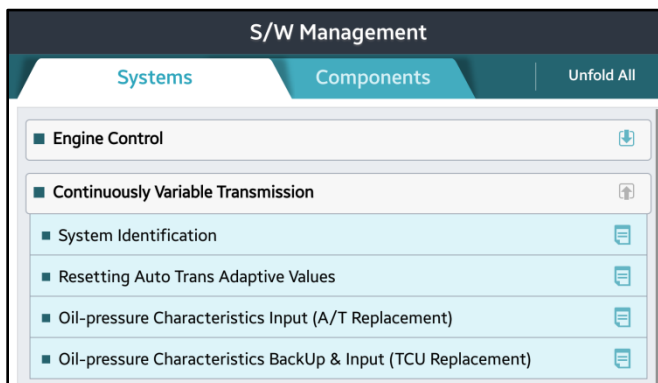 S/W Management
Systems
Components
Unfold All
Engine Control
Continuously Variable Transmission
System Identification
Resetting Auto Trans Adaptive Values
Oil-pressure Characteristics Input (A/T Replacement)
Oil-pressure Characteristics BackUp & Input (TCU Replacement)